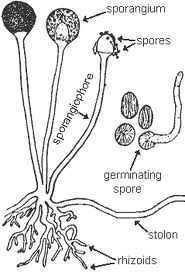 sporangium
spores
sporangiophore
germinating
spore
stolon
rhizoids